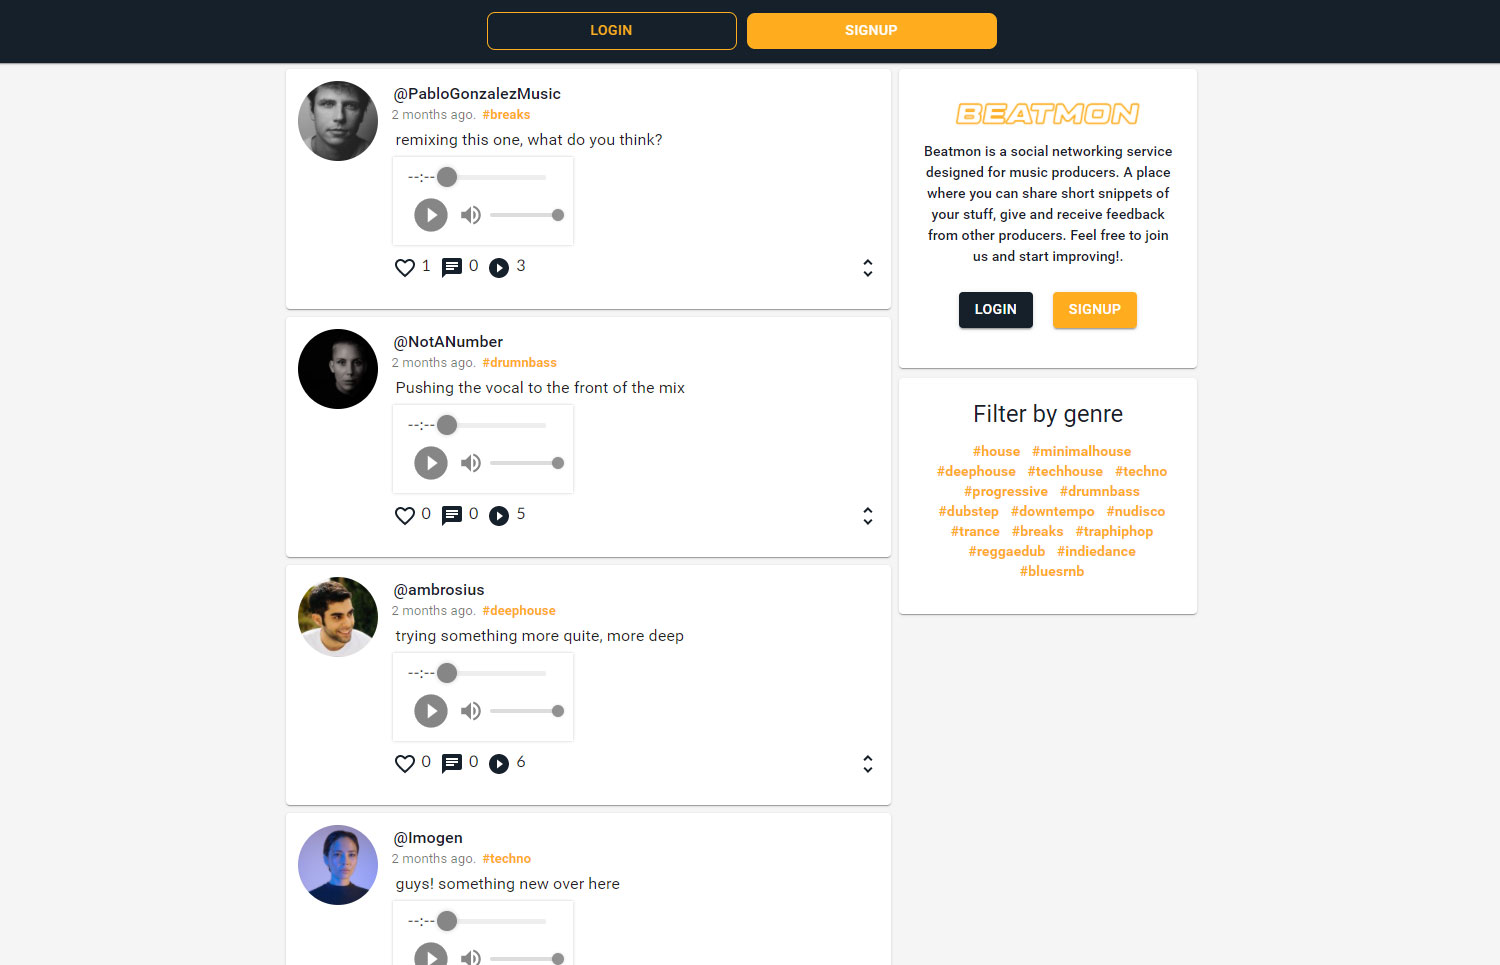 LOGIN SIGNUP
@PabloGonzalezMusic
2 months ago. #breaks
remixing this one, what do you think?
--:--
1 0 3
@NotANumber
2 months ago. #drumnbass
Pushing the vocal to the front of the mix
--:--
0 0 5
@ambrosius
2 months ago. #deephouse
trying something more quite, more deep
--:--
0 0 6
@Imogen
2 months ago. #techno
guys! something new over here
--:--
BEATMON
Beatmon is a social networking service
designed for music producers. A place
where you can share short snippets of
your stuff, give and receive feedback
from other producers. Feel free to join
us and start improving!.
LOGIN SIGNUP
Filter by genre
#house #minimalhouse
#deephouse #techhouse #techno
#progressive #drumnbass
#dubstep #downtempo #nudisco
#trance #breaks #traphiphop
#reggaedub #indiedance
#bluesrnb